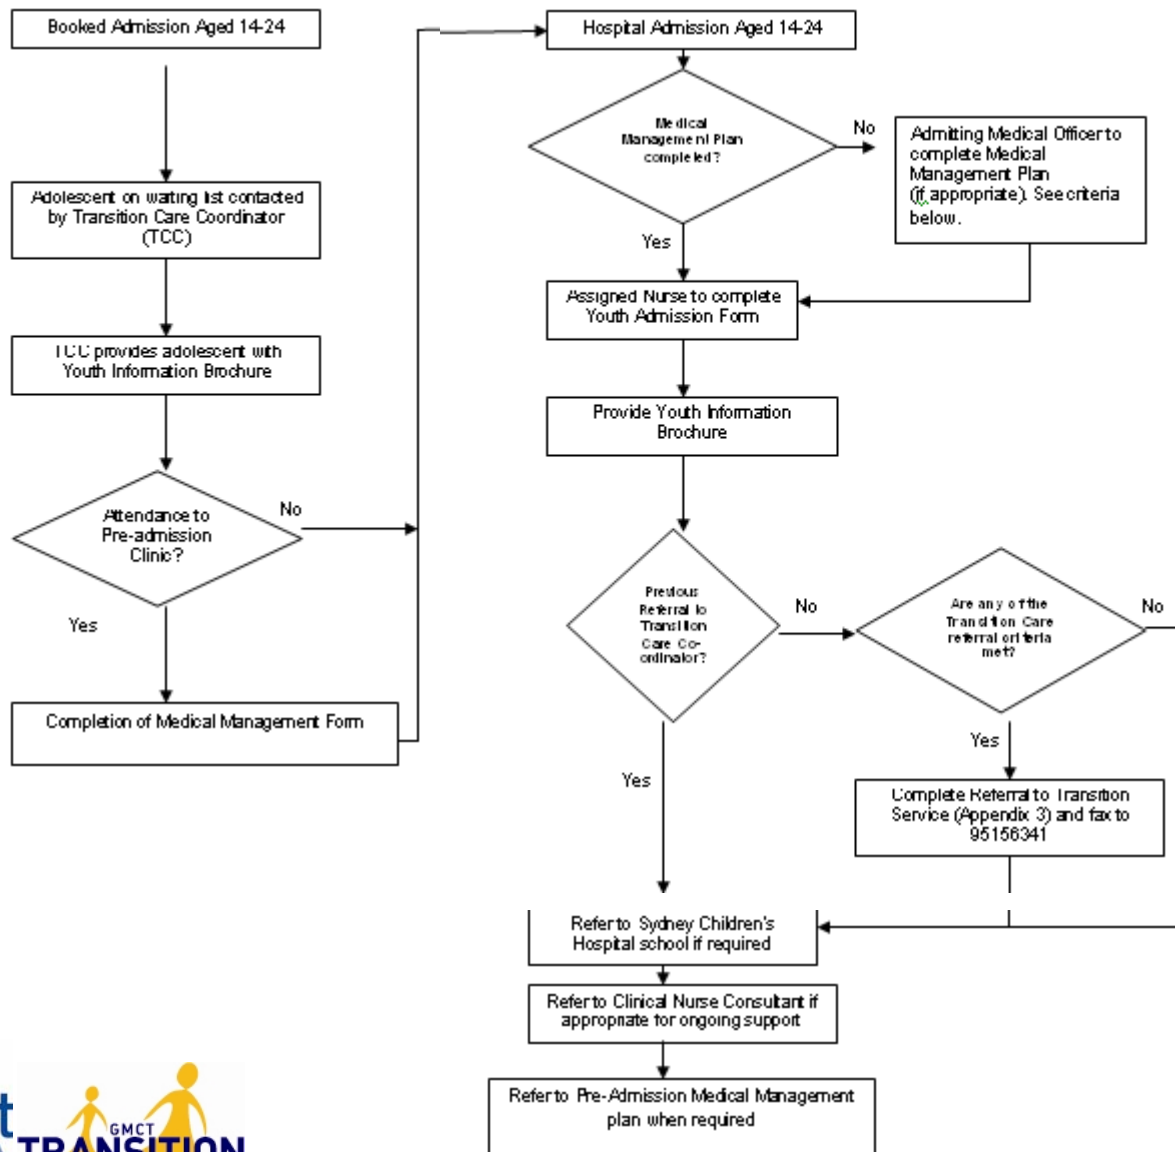 Booked Admission Aged 14-24
Adolescent on waiting list contacted
by Transition Care Coordinator
(TCC)
TCC provides adolescent with
Youth Information Brochure
Attendance to
Pre-admission
Clinic?
No
Yes
Completion of Medical Management Form
Hospital Admission Aged 14-24
Medical
Management Plan
completed?
No
Admitting Medical Officer to
complete Medical
Management Plan
(if appropriate). See criteria
below.
Yes
Assigned Nurse to complete
Youth Admission Form
Provide Youth Information
Brochure
Previous
Referral to
Transition
Care Co-
ordinator?
No
Are any of the
Transition Care
referral criteria
met?
No
Yes
Yes
Complete Referral to Transition
Service (Appendix 3) and fax to
95156341
Refer to Sydney Children's
Hospital school if required
Refer to Clinical Nurse Consultant if
appropriate for ongoing support
Refer to Pre-Admission Medical Management
plan when required
t
GMCT
TRANSITION